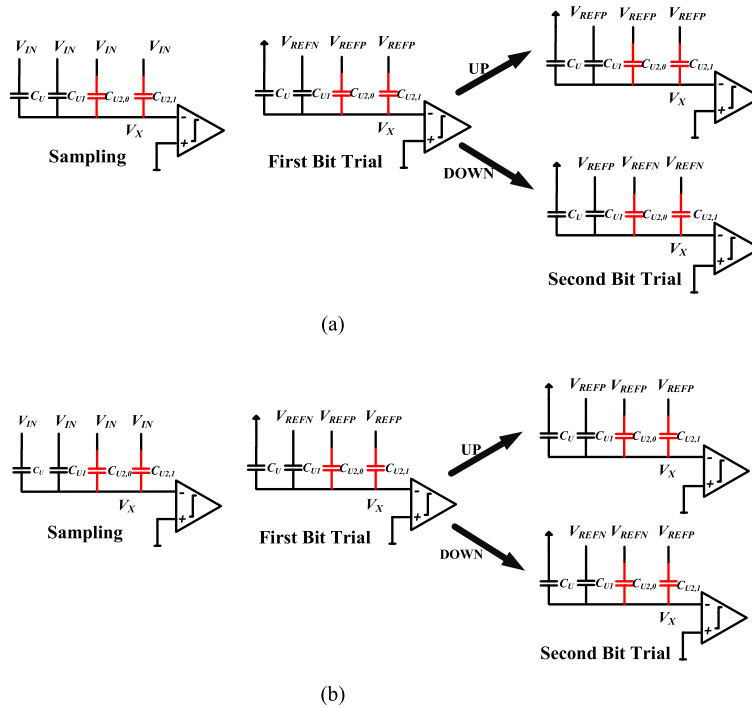 V_IN V_IN V_IN V_IN
C_U C_U1 C_U2,0 C_U2,1
V_X
- +
Sampling
V_REFN V_REFP V_REFP
C_U C_U1 C_U2,0 C_U2,1
V_X
- +
First Bit Trial
UP
DOWN
V_REFP V_REFP V_REFP
C_U C_U1 C_U2,0 C_U2,1
V_X
- +
V_REFP V_REFN V_REFN
C_U C_U1 C_U2,0 C_U2,1
V_X
- +
Second Bit Trial
(a)
V_IN V_IN V_IN V_IN
C_U C_U1 C_U2,0 C_U2,1
V_X
- +
Sampling
V_REFN V_REFP V_REFP
C_U C_U1 C_U2,0 C_U2,1
V_X
- +
First Bit Trial
UP
DOWN
V_REFP V_REFP V_REFP
C_U C_U1 C_U2,0 C_U2,1
V_X
- +
V_REFN V_REFN V_REFP
C_U C_U1 C_U2,0 C_U2,1
V_X
- +
Second Bit Trial
(b)